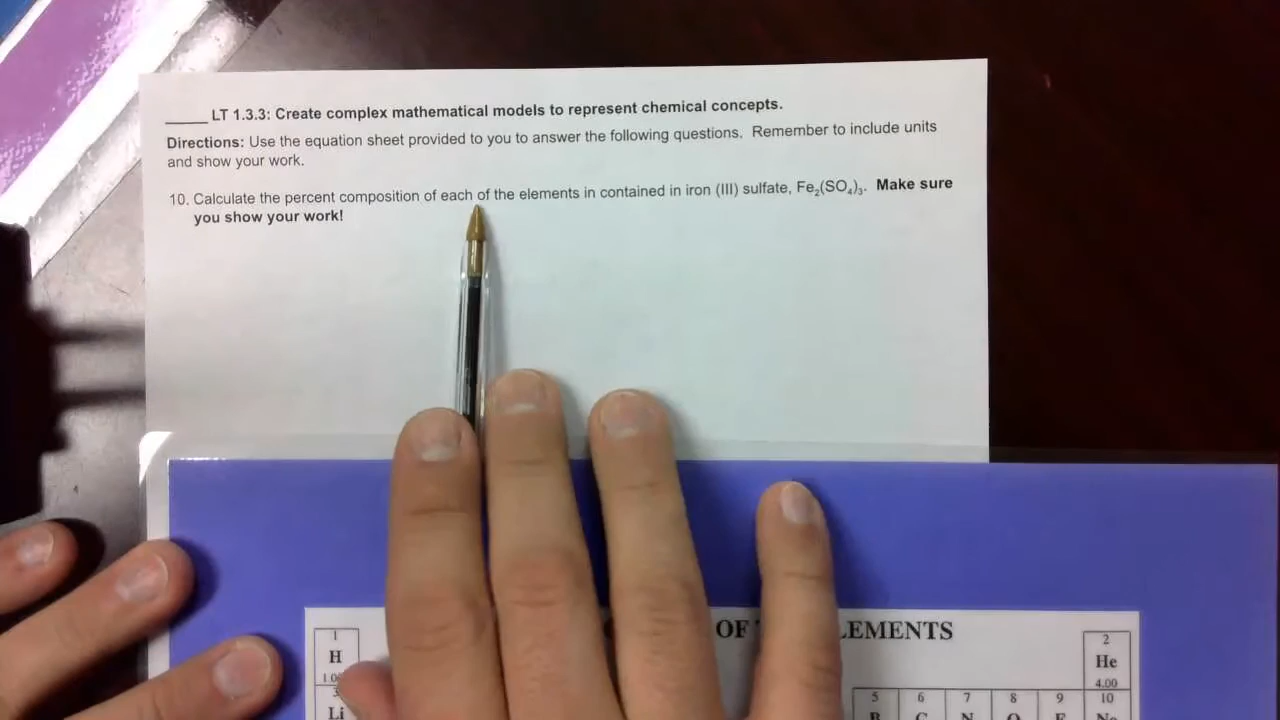 _____ LT 1.3.3: Create complex mathematical models to represent chemical concepts.
Directions: Use the equation sheet provided to you to answer the following questions. Remember to include units
and show your work.
10. Calculate the percent composition of each of the elements in contained in iron (III) sulfate, Fe₂(SO₄)₃. Make sure
you show your work!
OF LEMENTS
1
H
2
He
4.00
3
Li
5 6 7 8 9 10
B C N O F Ne